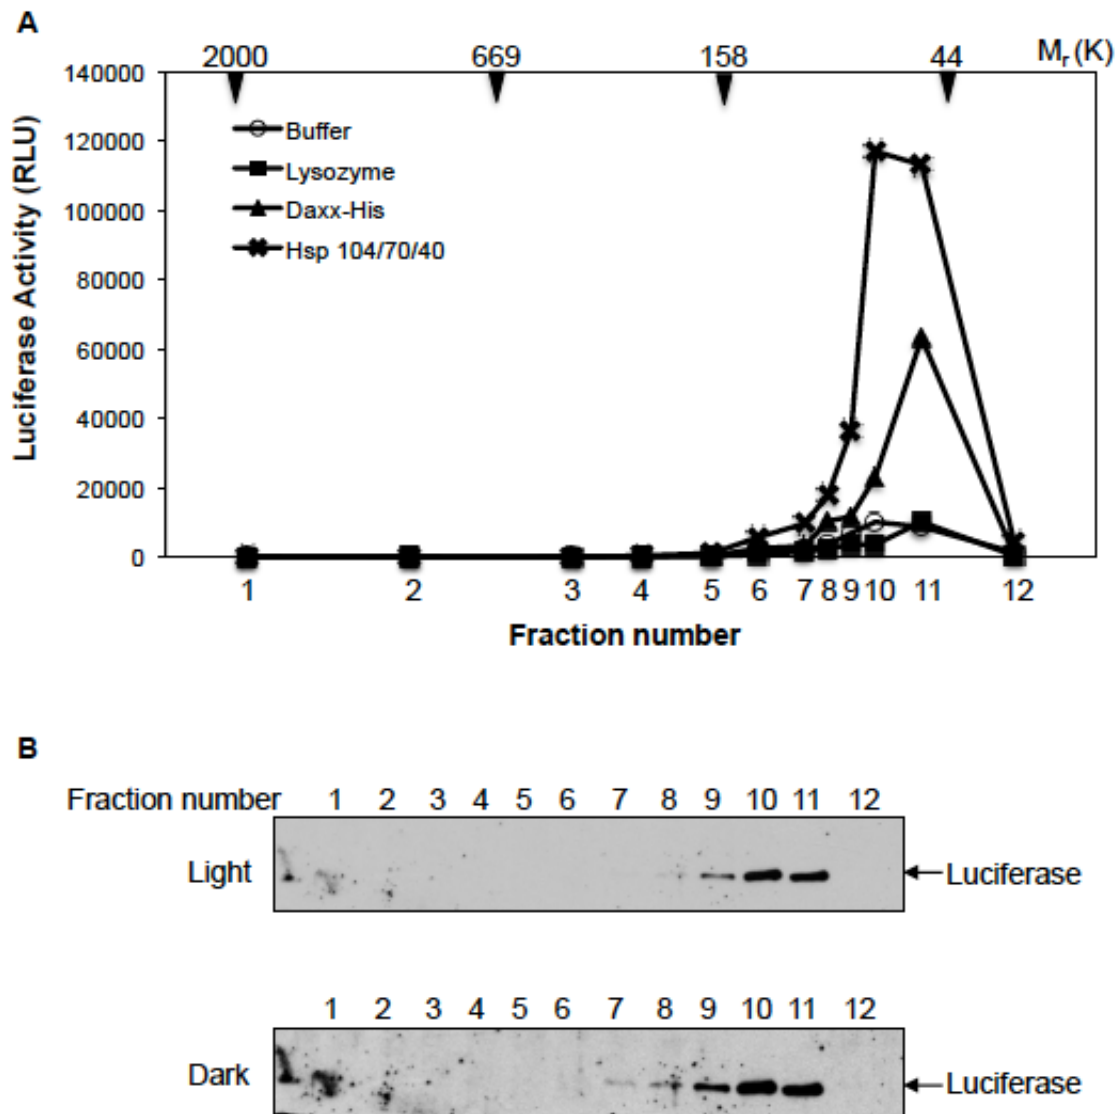 A
2000 669 158 44 Mr (K)
140000
120000
100000
80000
60000
40000
20000
0
Luciferase Activity (RLU)
Buffer
Lysozyme
Daxx-His
Hsp 104/70/40
1 2 3 4 5 6 7 8 9 10 11 12
Fraction number
B
Fraction number 1 2 3 4 5 6 7 8 9 10 11 12
Light Luciferase
1 2 3 4 5 6 7 8 9 10 11 12
Dark Luciferase